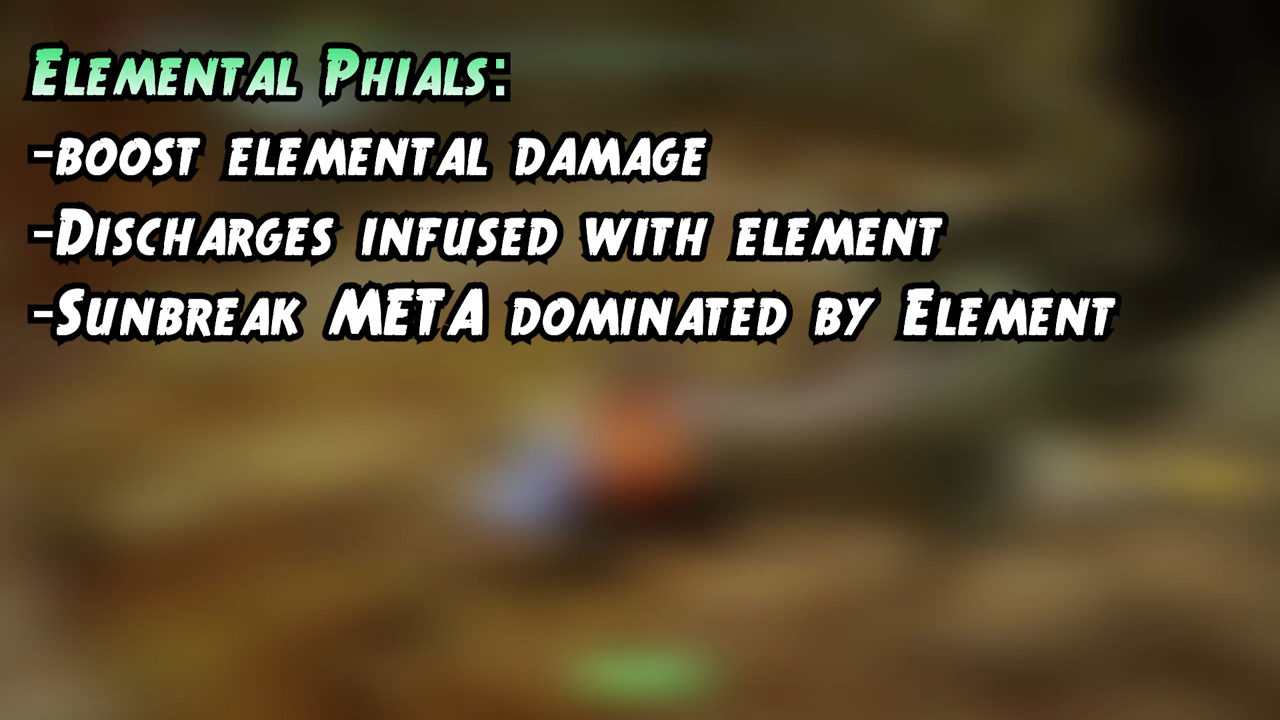 Elemental Phials:
-boost elemental damage
-Discharges infused with element
-Sunbreak META dominated by Element